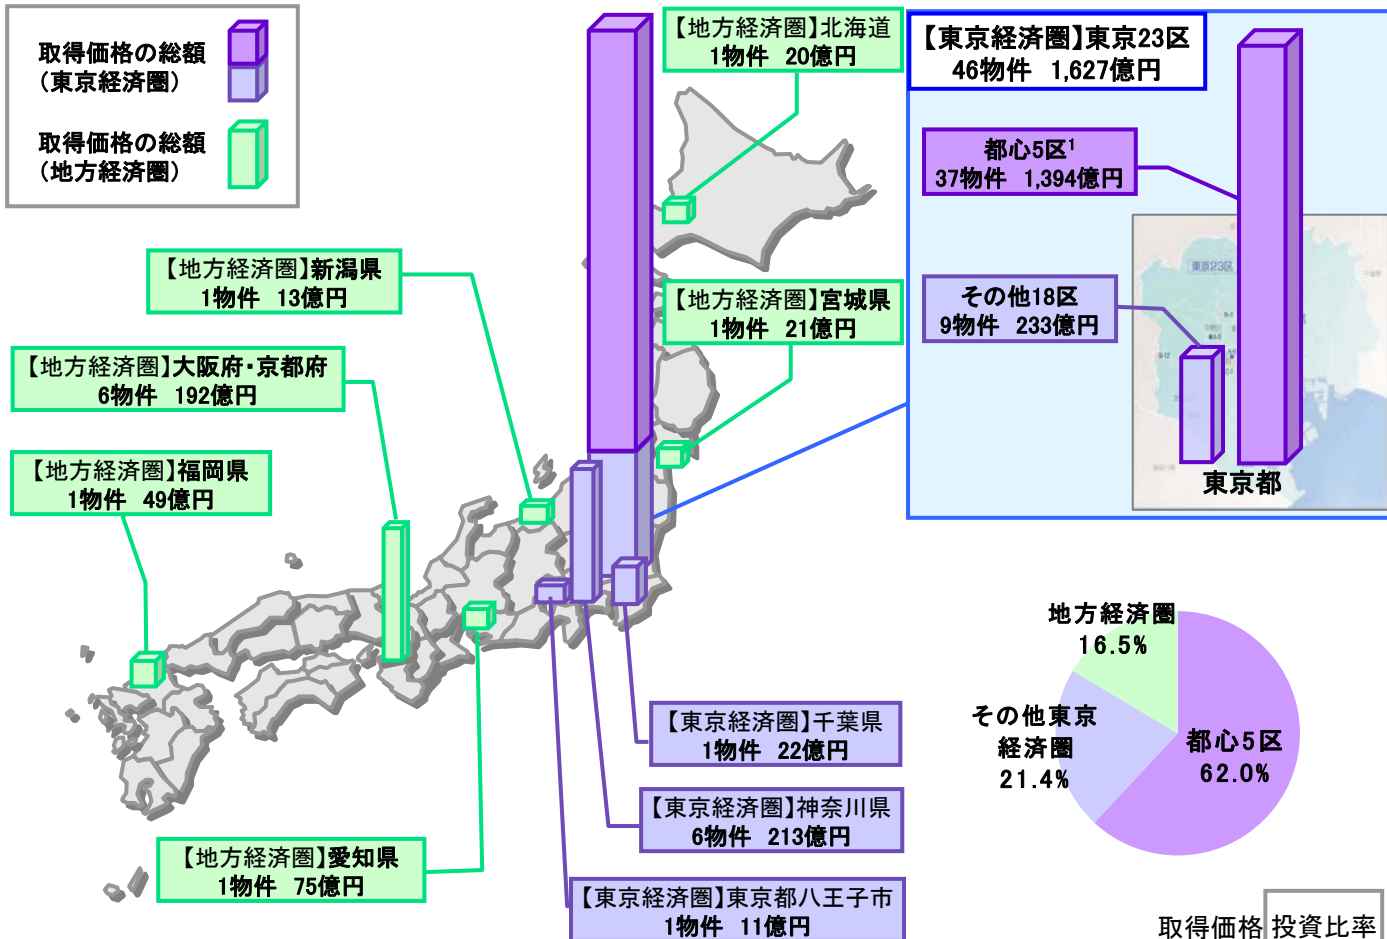 取得価格の総額
（東京経済圏）
取得価格の総額
（地方経済圏）
【地方経済圏】北海道
1物件 20億円
【東京経済圏】東京23区
46物件 1,627億円
都心5区1
37物件 1,394億円
東京23区
その他18区
9物件 233億円
東京都
【地方経済圏】新潟県
1物件 13億円
【地方経済圏】宮城県
1物件 21億円
【地方経済圏】大阪府・京都府
6物件 192億円
【地方経済圏】福岡県
1物件 49億円
【東京経済圏】千葉県
1物件 22億円
【東京経済圏】神奈川県
6物件 213億円
【地方経済圏】愛知県
1物件 75億円
【東京経済圏】東京都八王子市
1物件 11億円
地方経済圏
16.5%
その他東京
経済圏
21.4%
都心5区
62.0%
取得価格 投資比率